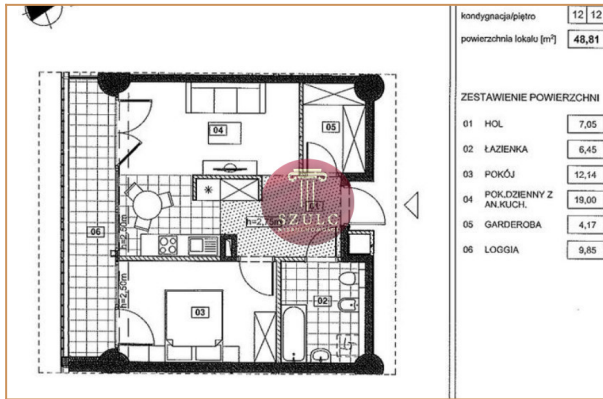 kondygnacja/piętro 12 12
powierzchnia lokalu [m²] 48,81
ZESTAWIENIE POWIERZCHNI
01 HOL 7,05
02 ŁAZIENKA 6,45
03 POKÓJ 12,14
04 POK.DZIENNY Z AN.KUCH. 19,00
05 GARDEROBA 4,17
06 LOGGIA 9,85
04
05
01
SZULC
h=2,50m
06
h=2,50m
03
02